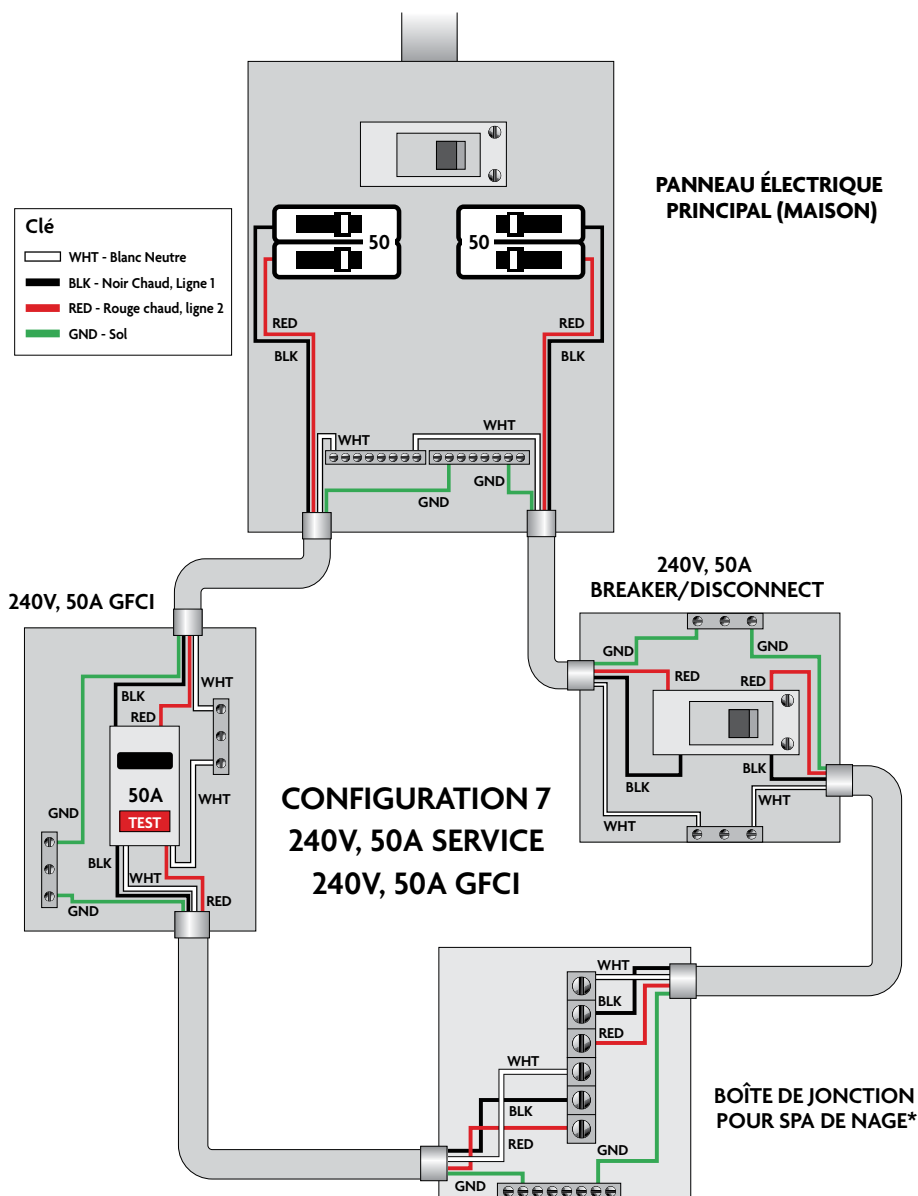 PANNEAU ÉLECTRIQUE
PRINCIPAL (MAISON)
Clé
WHT - Blanc Neutre
BLK - Noir Chaud, Ligne 1
RED - Rouge chaud, ligne 2
GND - Sol
50
50
RED
BLK
RED
BLK
WHT
WHT
GND
GND
240V, 50A GFCI
BLK
RED
WHT
50A
TEST
WHT
GND
BLK
WHT
RED
GND
240V, 50A
BREAKER/DISCONNECT
GND
GND
RED
RED
BLK
BLK
WHT
WHT
CONFIGURATION 7
240V, 50A SERVICE
240V, 50A GFCI
WHT
BLK
RED
WHT
BLK
RED
GND
GND
BOÎTE DE JONCTION
POUR SPA DE NAGE*